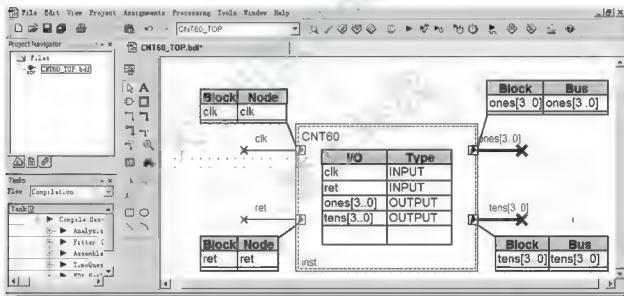 File Edit View Project Assignments Processing Tools Window Help
CNT60_TOP
Project Navigator
CNT60_TOP.bdf*
Files
CNT60_TOP.bdf
Block Node
clk clk
Block Bus
ones[3 0] ones[3 .0]
clk
CNT60
ones[3 0]
I/O Type
clk INPUT
ret INPUT
ones[3..0] OUTPUT
tens[3..0] OUTPUT
ret
tens[3 0]
Tasks
Flow Compilation
Task
Compile Des
Analysis
Fitter (
Assemble
TimeQues
Block Node
ret ret
inst
Block Bus
tens[3 0] tens[3 0]